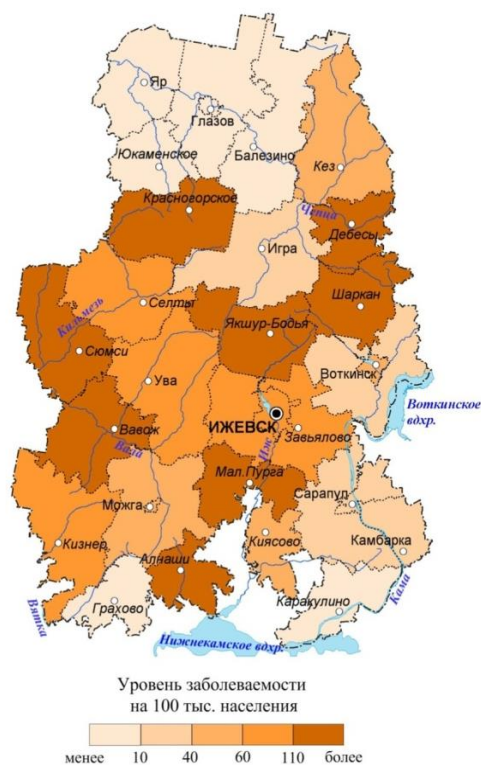 Яр
Глазов
Юкаменское
Балезино
Кез
Красногорское
Чепца
Дебесы
Игра
Шаркан
Кильмезь
Селты
Якшур-Бодья
Сюмси
Воткинск
Ува
Воткинское
вдхр.
ИЖЕВСК
Вавож
Вала
Завьялово
Иж
Мал.Пурга
Сарапул
Можга
Кизнер
Киясово
Камбарка
Алнаши
Вятка
Грахово
Каракулино
Кама
Нижнекамское вдхр.
Уровень заболеваемости
на 100 тыс. населения
менее 10 40 60 110 более